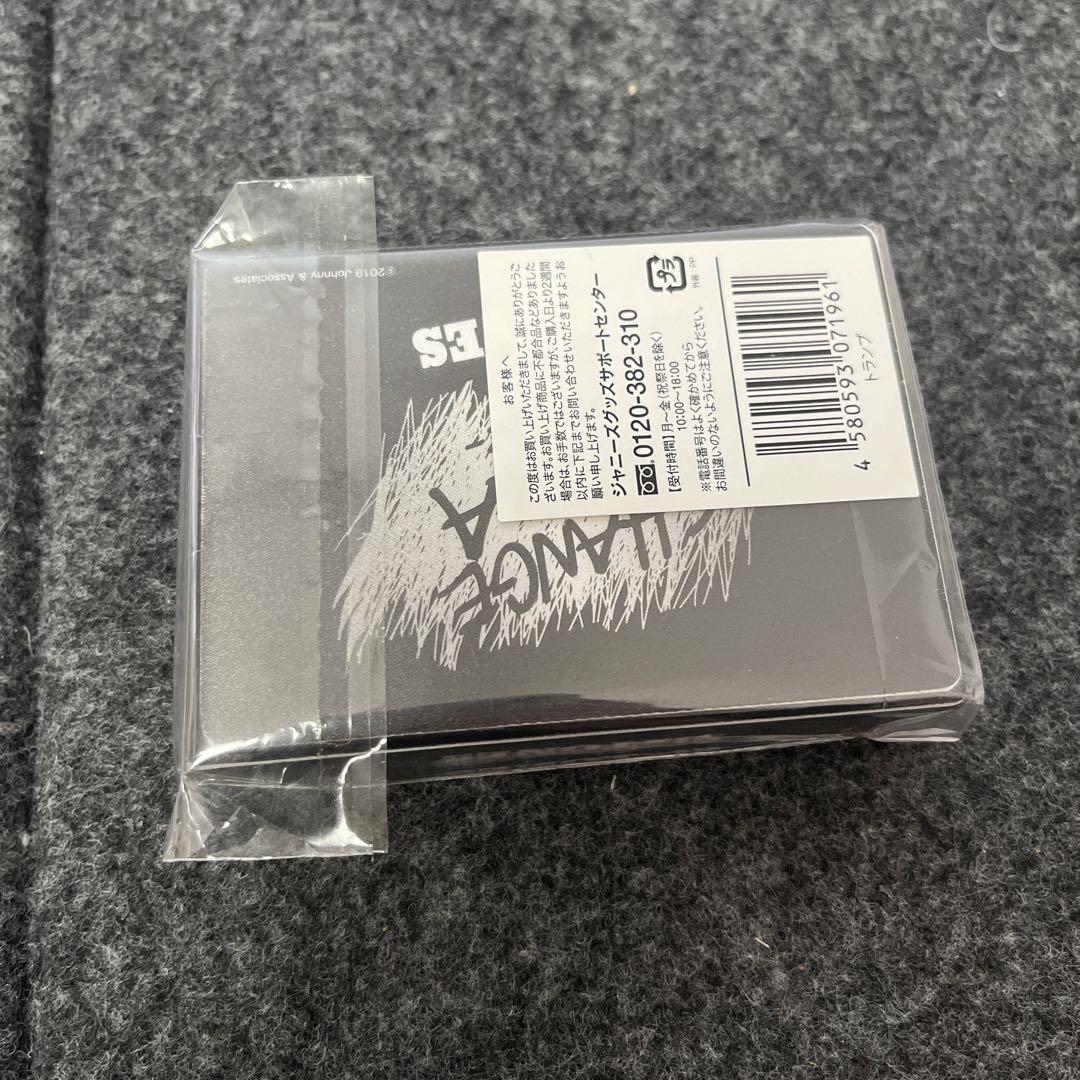 ©2019 Johnny & Associates
ES
CHANGE
A
お客様へ
この度はお買い上げいただきまして、誠にありがとうご
ざいます。お買い上げ商品に不都合品などありました
場合は、お手数ではございますが、ご購入日より2週間
以内に下記までお問い合わせいただきますようお
願い申し上げます。
ジャニーズグッズサポートセンター
0120-382-310
【受付時間】月〜金(祝祭日を除く)
10:00〜18:00
※電話番号はよく確かめてから
お間違いのないようにご注意ください。
プラ
外装:PP
4 580593 071961
トランプ